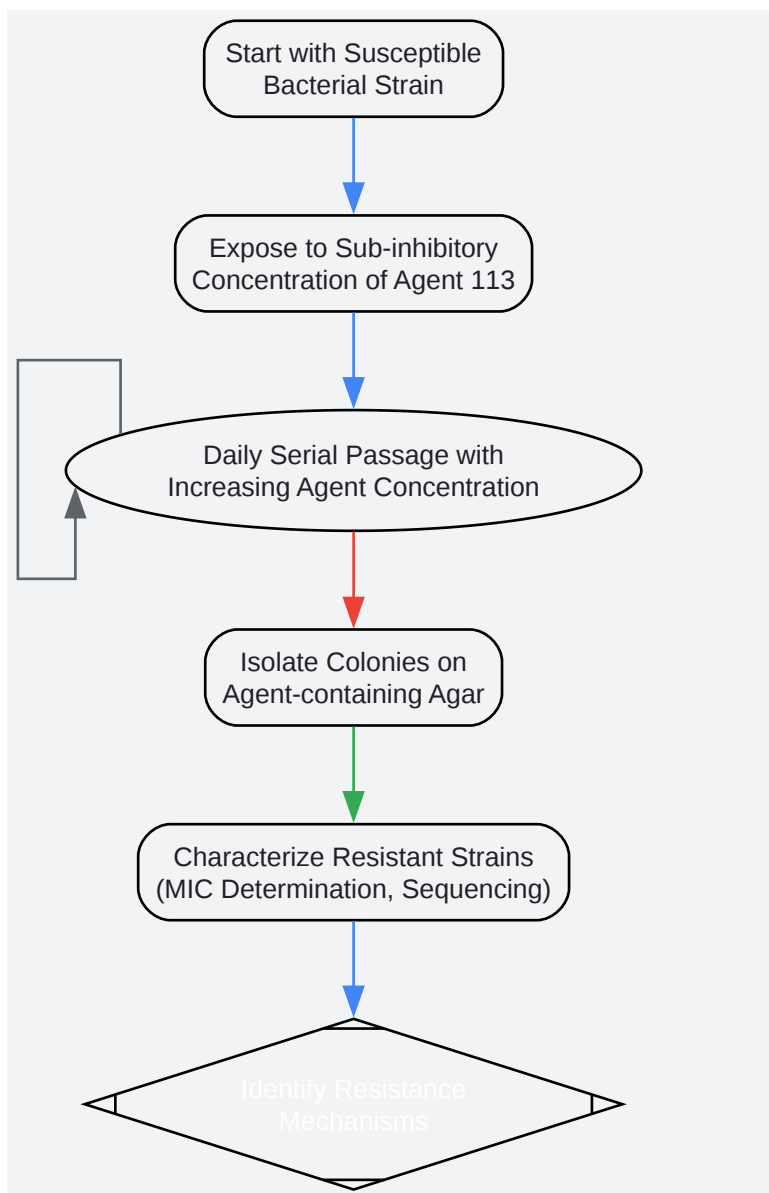 Start with Susceptible
Bacterial Strain
Expose to Sub-inhibitory
Concentration of Agent 113
Daily Serial Passage with
Increasing Agent Concentration
Isolate Colonies on
Agent-containing Agar
Characterize Resistant Strains
(MIC Determination, Sequencing)
Identify Resistance
Mechanisms